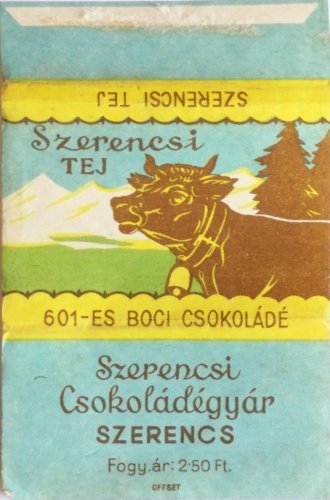 SZERENCSI TEJ
Szerencsi
TEJ
601-ES BOCI CSOKOLÁDÉ
Szerencsi
Csokoládégyár
SZERENCS
Fogy.ár: 2·50 Ft.
OFFSET